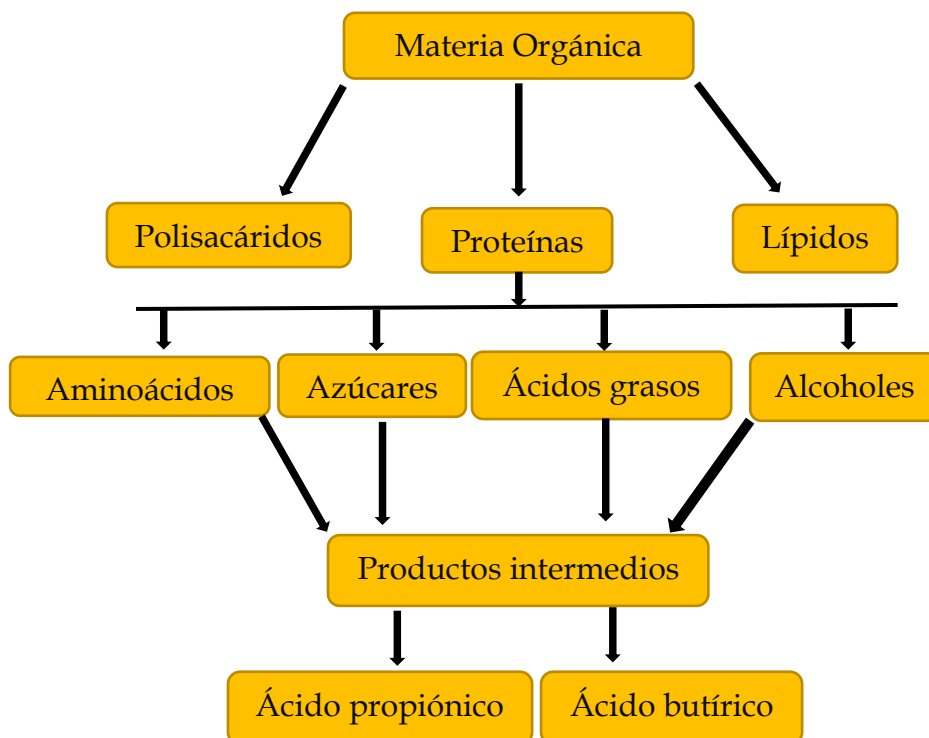 Materia Orgánica
Polisacáridos
Proteínas
Lípidos
Aminoácidos
Azúcares
Ácidos grasos
Alcoholes
Productos intermedios
Ácido propiónico
Ácido butírico